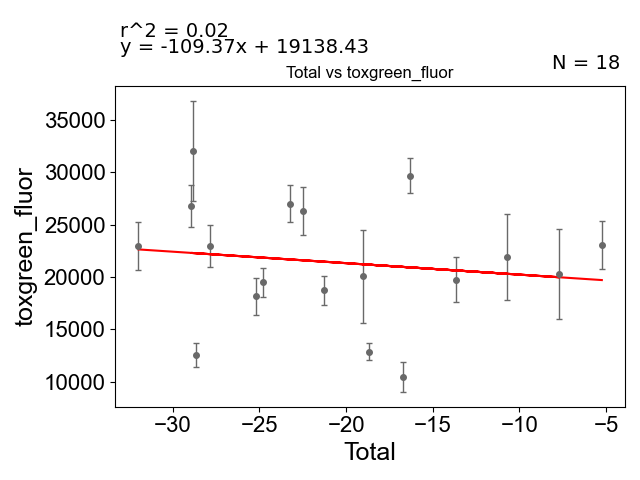 r^2 = 0.02
y = -109.37x + 19138.43
N = 18
Total vs toxgreen_fluor
35000
30000
25000
20000
15000
10000
toxgreen_fluor
−30 −25 −20 −15 −10 −5
Total